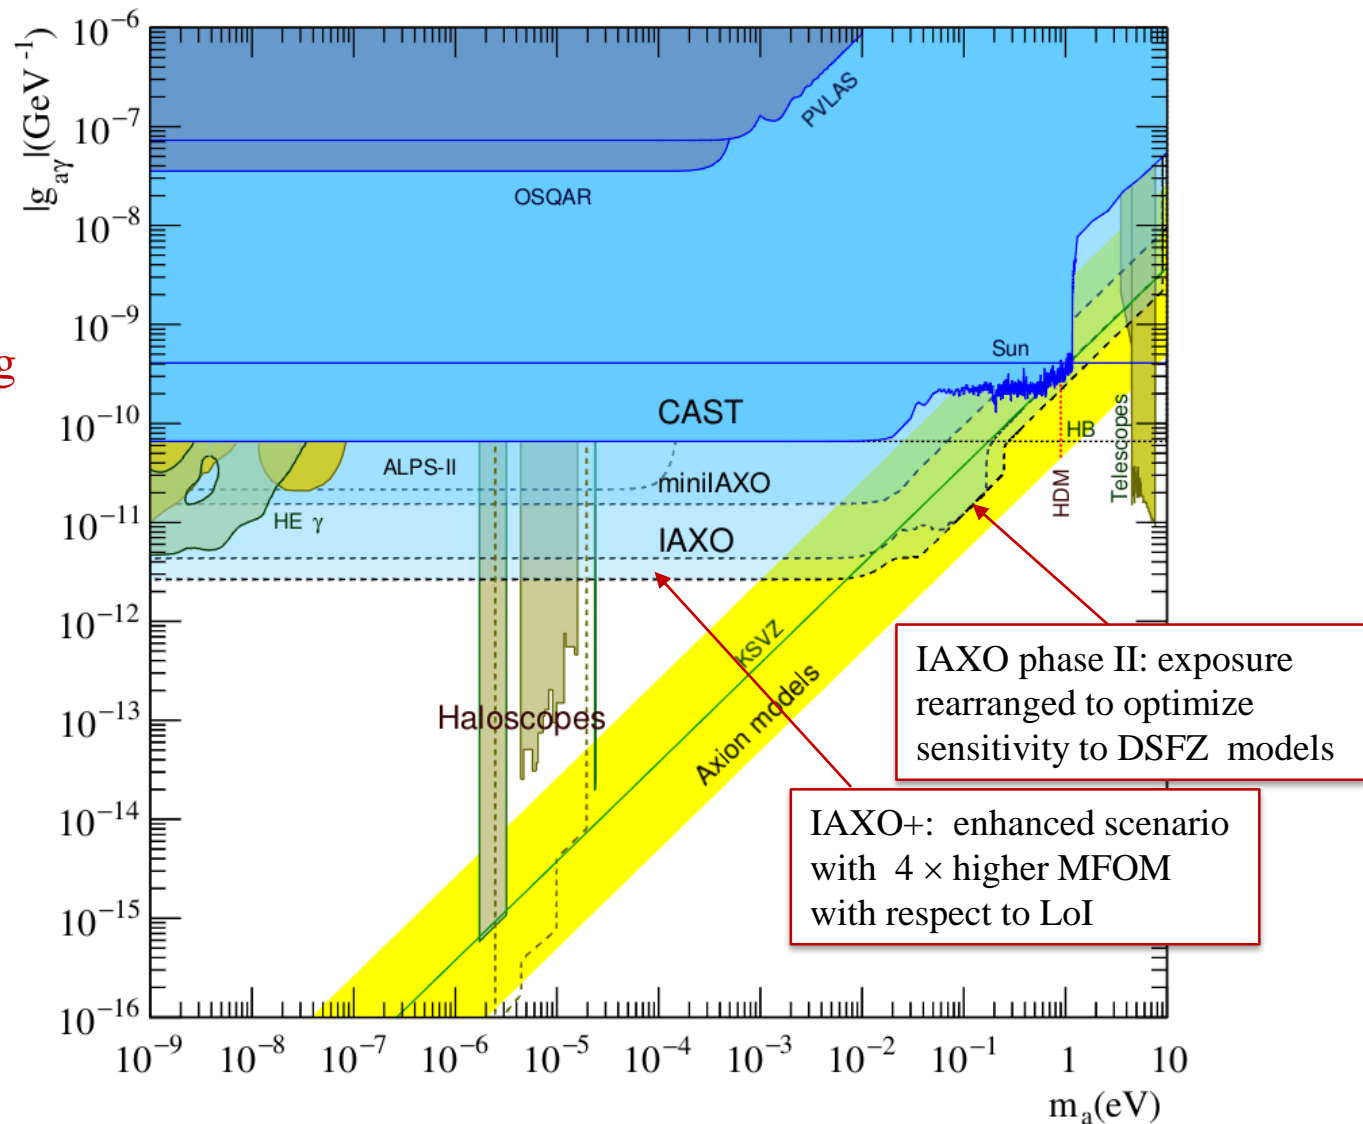 |g_aγ|(GeV⁻¹)
10⁻⁶
10⁻⁷
10⁻⁸
10⁻⁹
10⁻¹⁰
10⁻¹¹
10⁻¹²
10⁻¹³
10⁻¹⁴
10⁻¹⁵
10⁻¹⁶
g
PVLAS
OSQAR
Sun
CAST
HB
Telescopes
HDM
ALPS-II
miniIAXO
HE γ
IAXO
KSVZ
Axion models
Haloscopes
IAXO phase II: exposure
rearranged to optimize
sensitivity to DSFZ models
IAXO+: enhanced scenario
with 4 × higher MFOM
with respect to LoI
10⁻⁹ 10⁻⁸ 10⁻⁷ 10⁻⁶ 10⁻⁵ 10⁻⁴ 10⁻³ 10⁻² 10⁻¹ 1 10
m_a(eV)